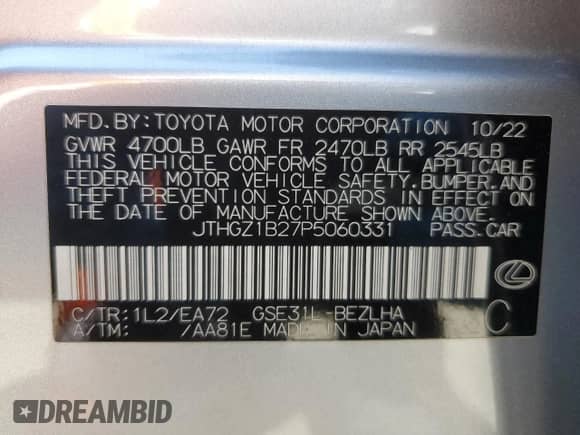 MFD.BY:TOYOTA MOTOR CORPORATION 10/22
GVWR 4700LB GAWR FR 2470LB RR 2545LB
THIS VEHICLE CONFORMS TO ALL APPLICABLE
FEDERAL MOTOR VEHICLE SAFETY,BUMPER,AND
THEFT PREVENTION STANDARDS IN EFFECT ON
THE DATE OF MANUFACTURE SHOWN ABOVE.
JTHGZ1B27P5060331 PASS.CAR
C/TR:1L2/EA72 GSE31L-BEZLHA
A/TM: /AA81E MADE IN JAPAN
C
DREAMBID